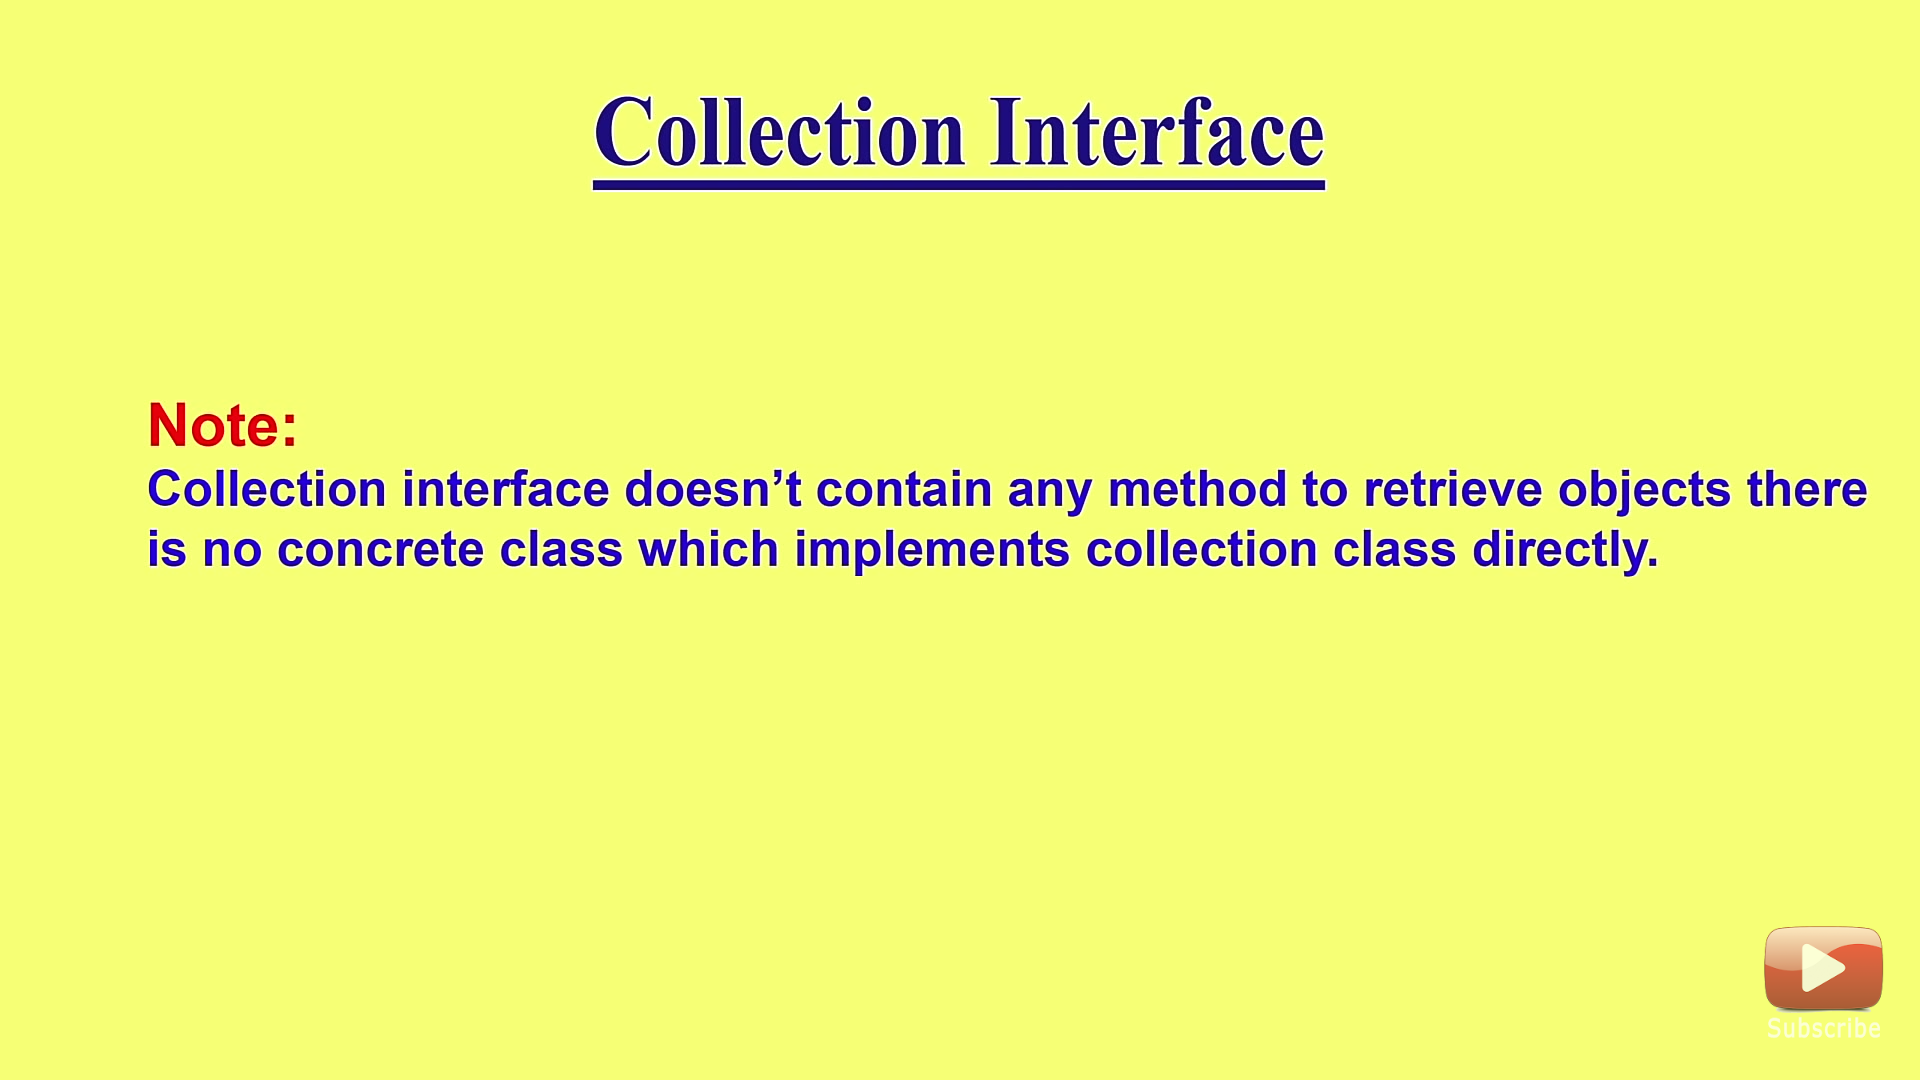 Collection Interface
Note:
Collection interface doesn’t contain any method to retrieve objects there
is no concrete class which implements collection class directly.
Subscribe